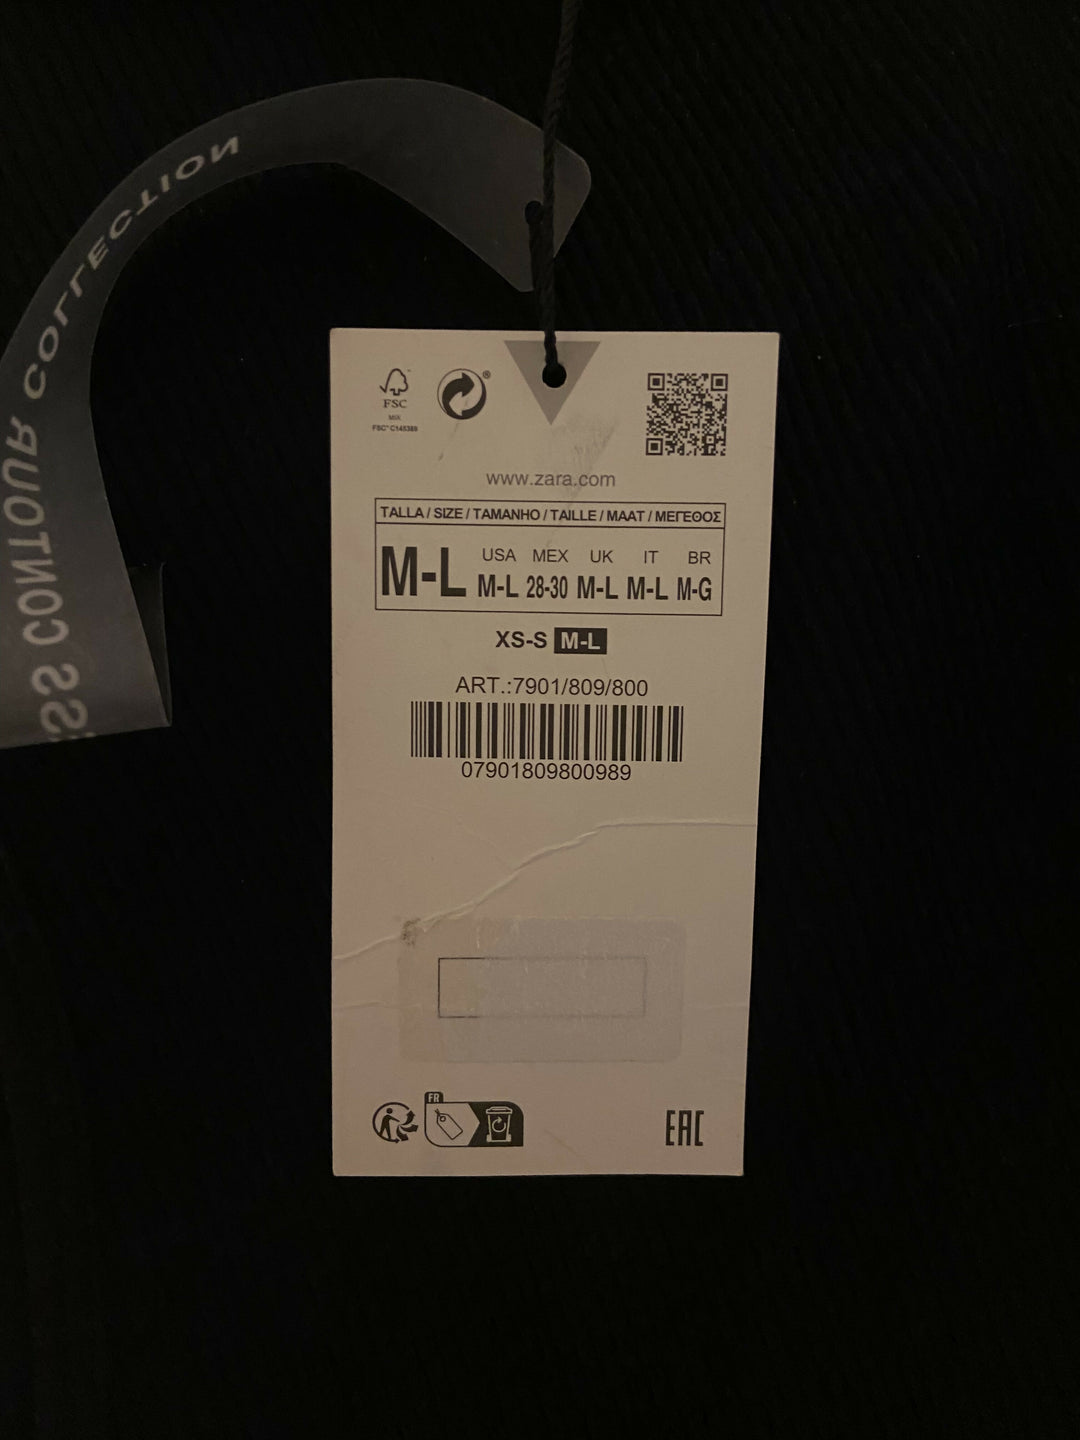 SS CONTOUR COLLECTION
FSC
MIX
FSC® C145389
®
www.zara.com
TALLA / SIZE / TAMANHO / TAILLE / MAAT / ΜΕΓΕΘΟΣ
USA MEX UK IT BR
M-L M-L 28-30 M-L M-L M-G
XS-S M-L
ART.:7901/809/800
07901809800989
FR
EAC